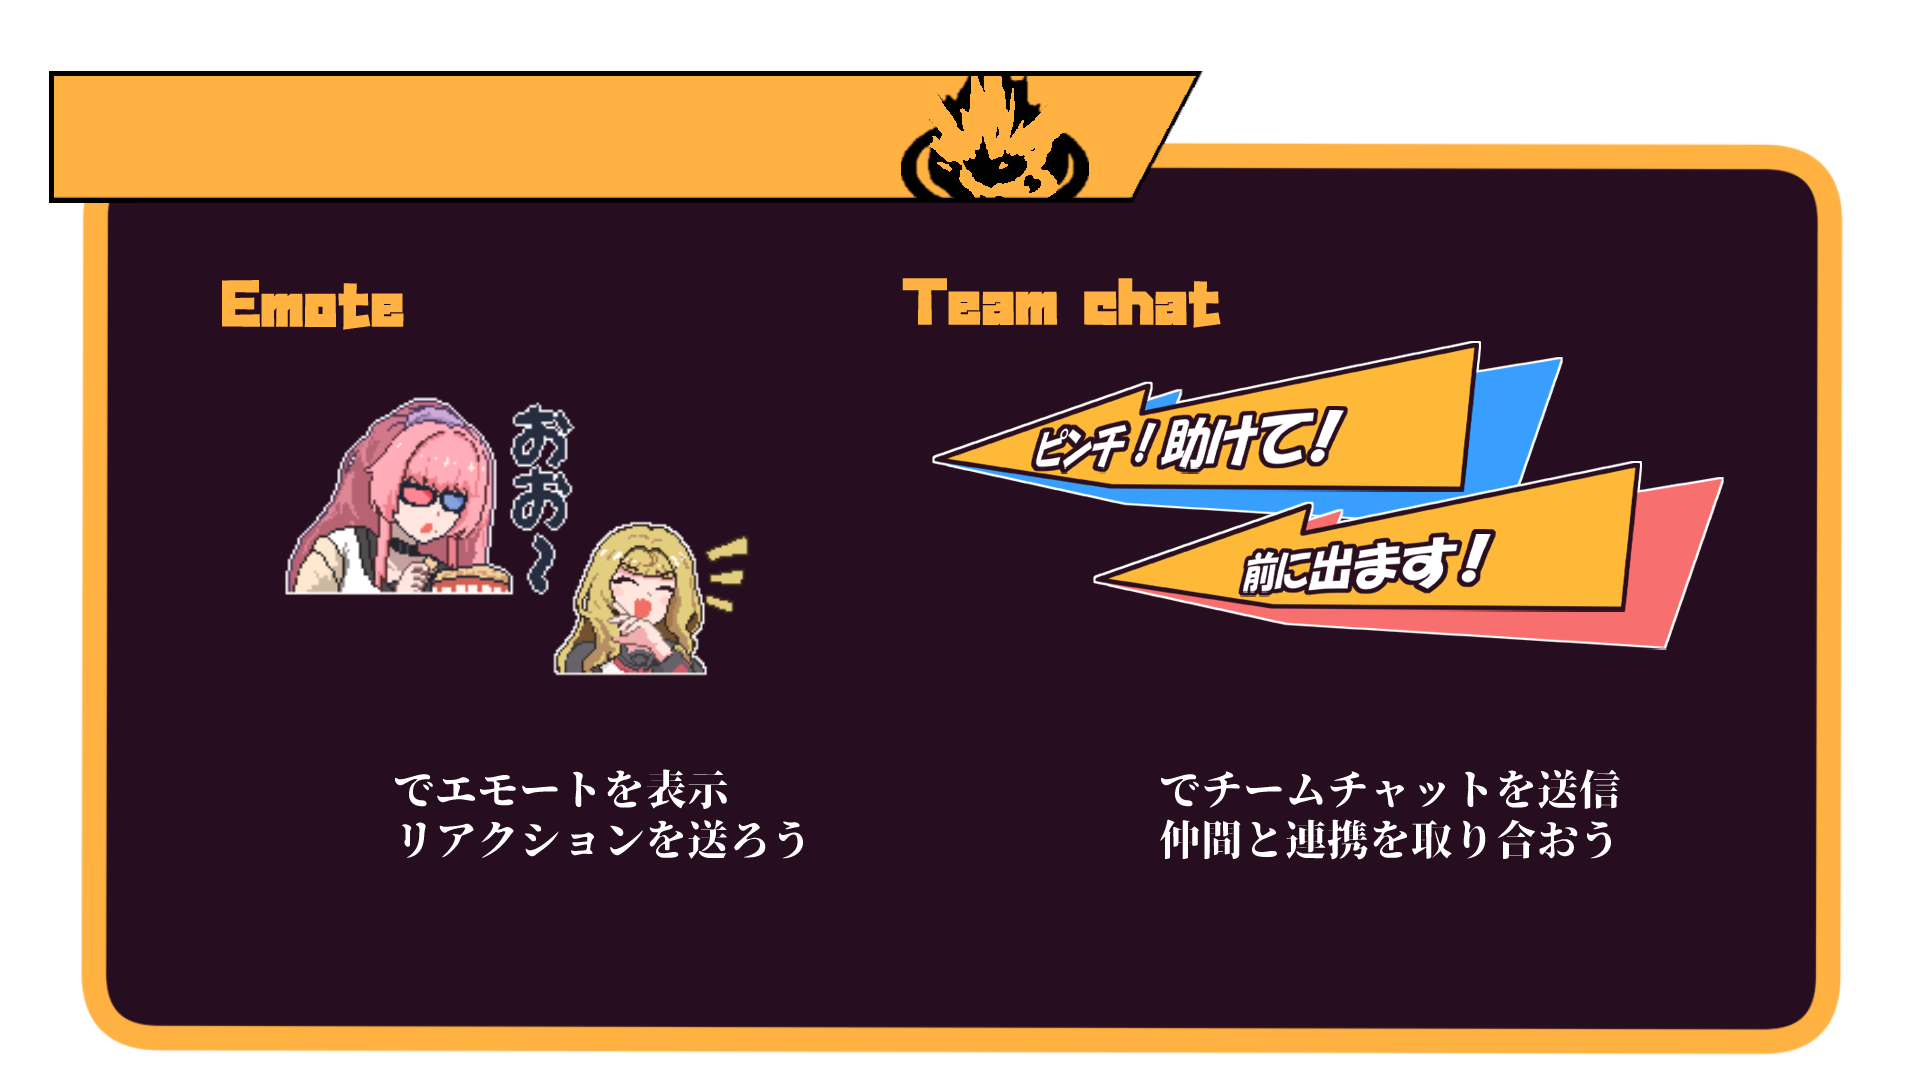 Emote
おお～
でエモートを表示
リアクションを送ろう
Team chat
ピンチ！助けて！
前に出ます！
でチームチャットを送信
仲間と連携を取り合おう